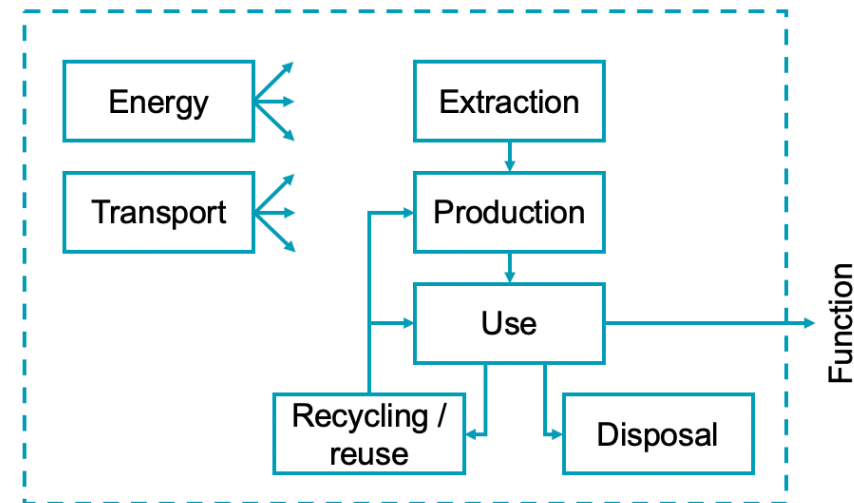 Energy
Extraction
Transport
Production
Use
Function
Recycling /
reuse
Disposal